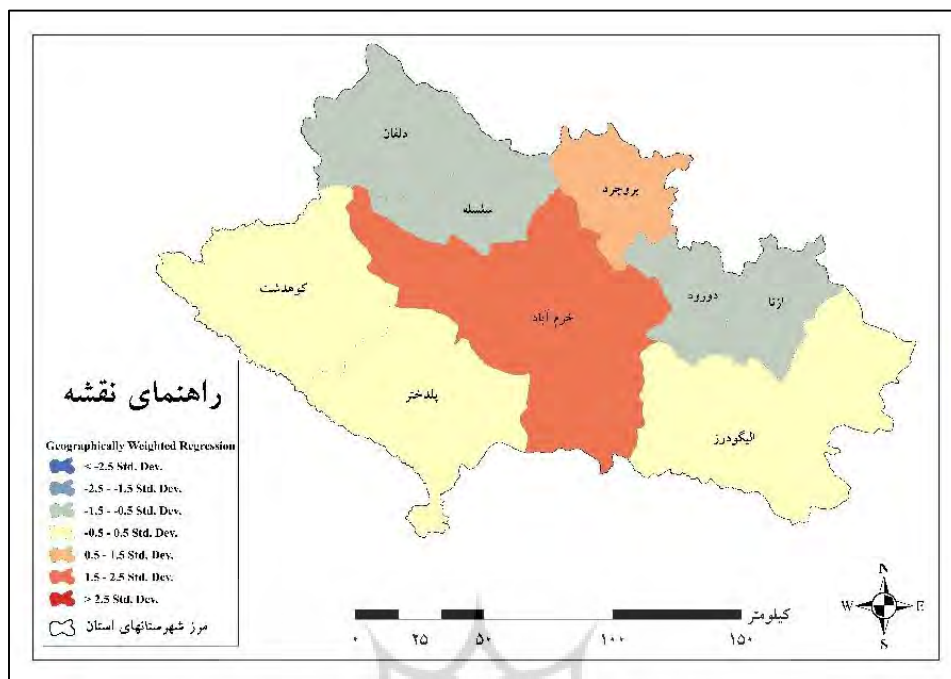 دلفان
بروجرد
سلسله
کوهدشت
دورود
ازنا
خرم آباد
پلدختر
الیگودرز
راهنمای نقشه
Geographically Weighted Regression
< -2.5 Std. Dev.
-2.5 - -1.5 Std. Dev.
-1.5 - -0.5 Std. Dev.
-0.5 - 0.5 Std. Dev.
0.5 - 1.5 Std. Dev.
1.5 - 2.5 Std. Dev.
> 2.5 Std. Dev.
مرز شهرستانهای استان
کیلومتر
۰ ۲۵ ۵۰ ۱۰۰ ۱۵۰
N
W E
S